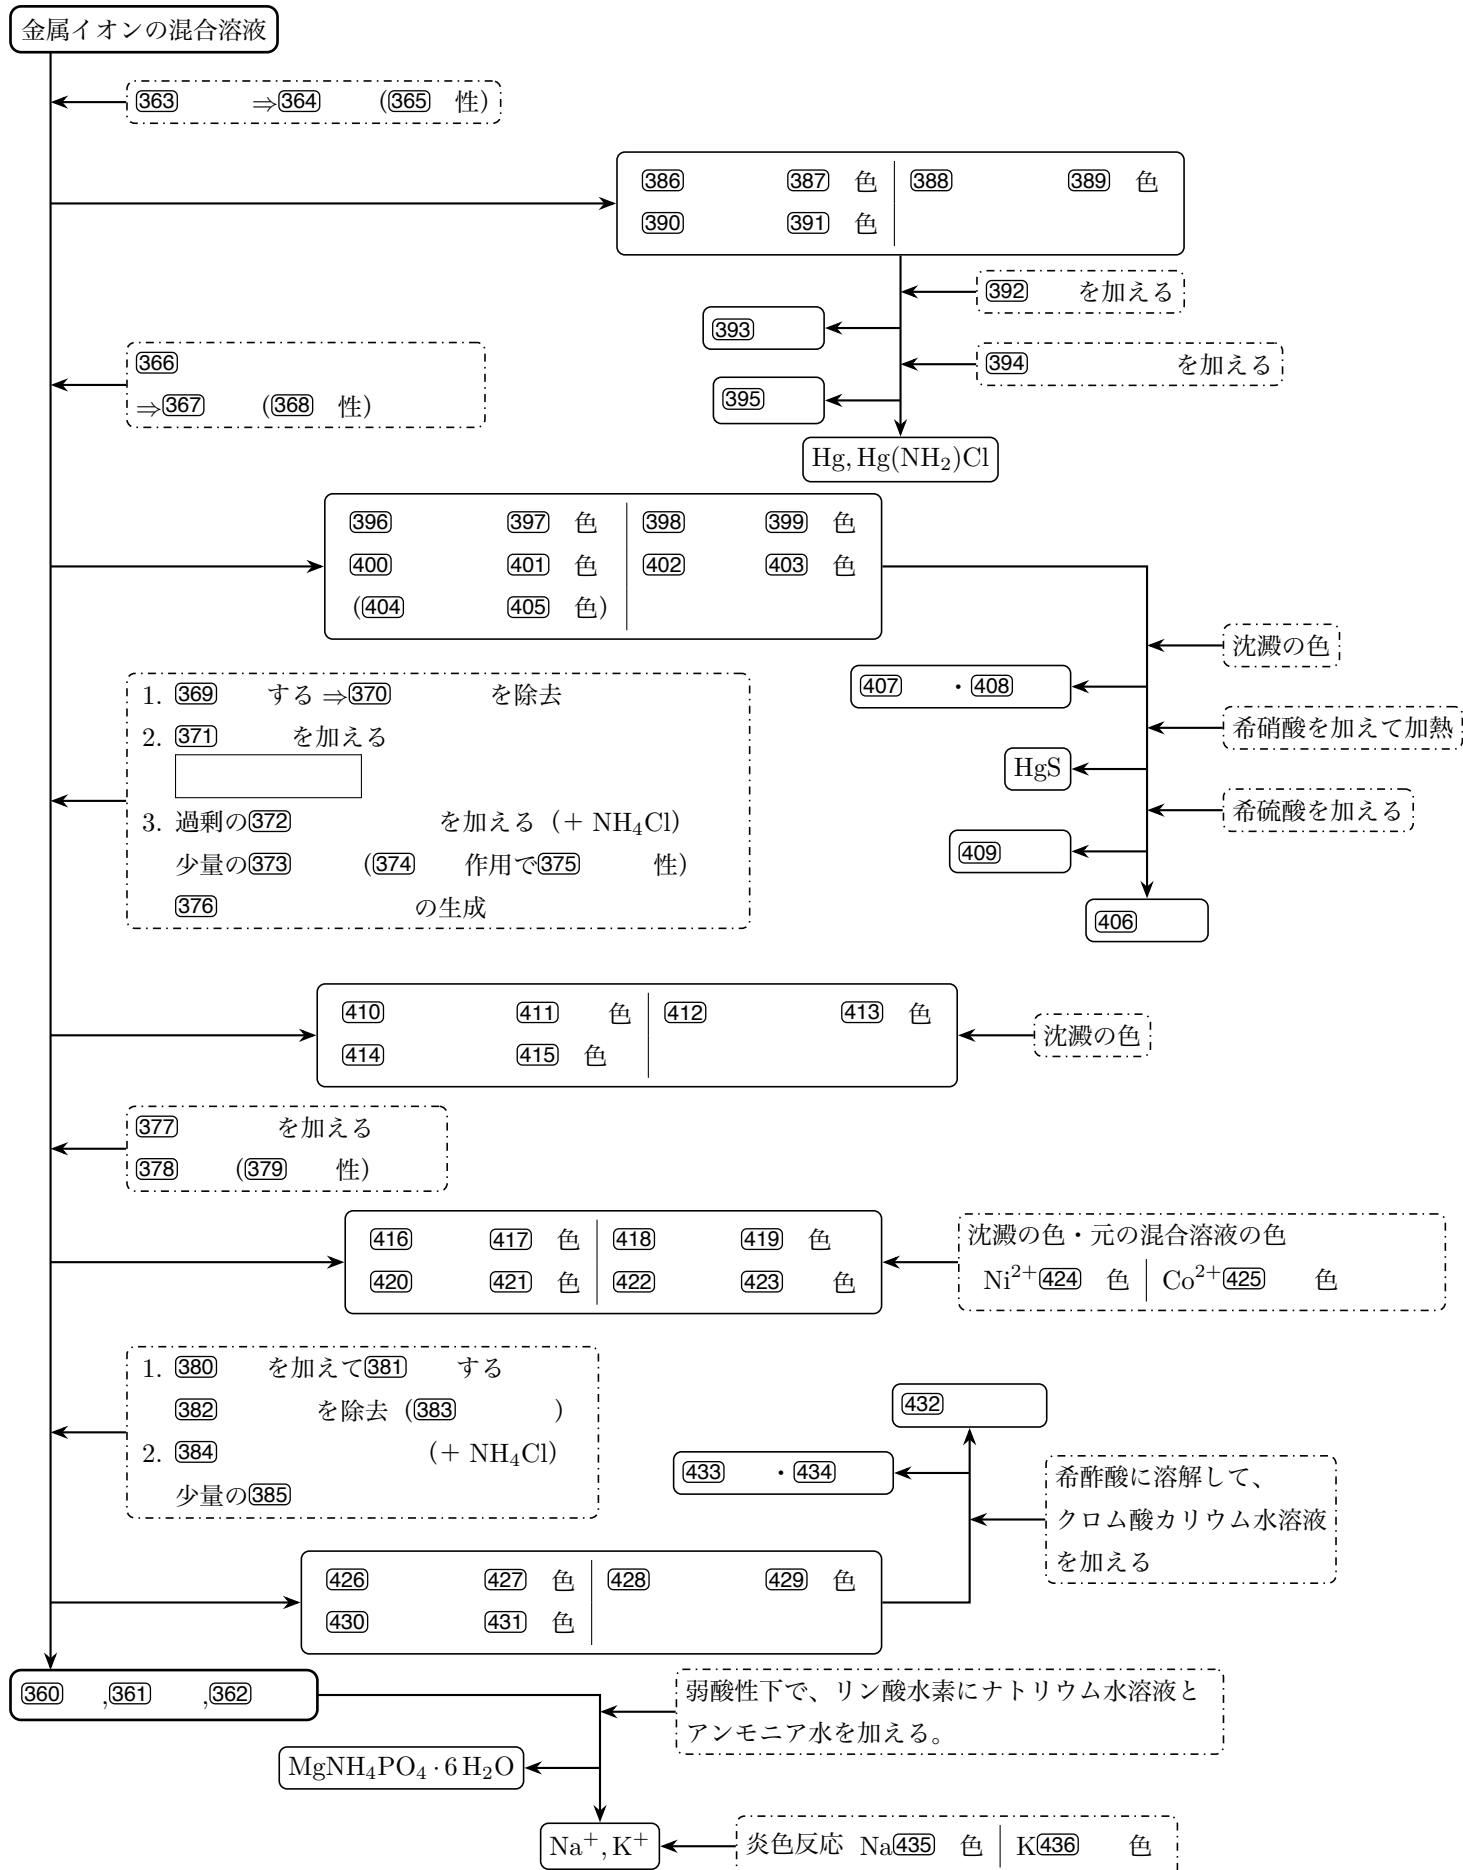 金属イオンの混合溶液
363 ⇒364 (365 性)
386 387 色 388 389 色
390 391 色
392 を加える
393
394 を加える
395
Hg, Hg(NH₂)Cl
366
⇒367 (368 性)
396 397 色 398 399 色
400 401 色 402 403 色
(404 405 色)
沈澱の色
407 ・408
希硝酸を加えて加熱
HgS
希硫酸を加える
409
406
1. 369 する ⇒370 を除去
2. 371 を加える
3. 過剰の372 を加える (+ NH₄Cl)
少量の373 (374 作用で375 性)
376 の生成
410 411 色 412 413 色
414 415 色
沈澱の色
377 を加える
378 (379 性)
416 417 色 418 419 色
420 421 色 422 423 色
沈澱の色・元の混合溶液の色
Ni²⁺424 色 Co²⁺425 色
1. 380 を加えて381 する
382 を除去 (383 )
2. 384 (+ NH₄Cl)
少量の385
432
433 ・434
希酢酸に溶解して、
クロム酸カリウム水溶液
を加える
426 427 色 428 429 色
430 431 色
360 ,361 ,362
弱酸性下で、リン酸水素にナトリウム水溶液と
アンモニア水を加える。
MgNH₄PO₄・6 H₂O
Na⁺, K⁺
炎色反応 Na435 色 K436 色